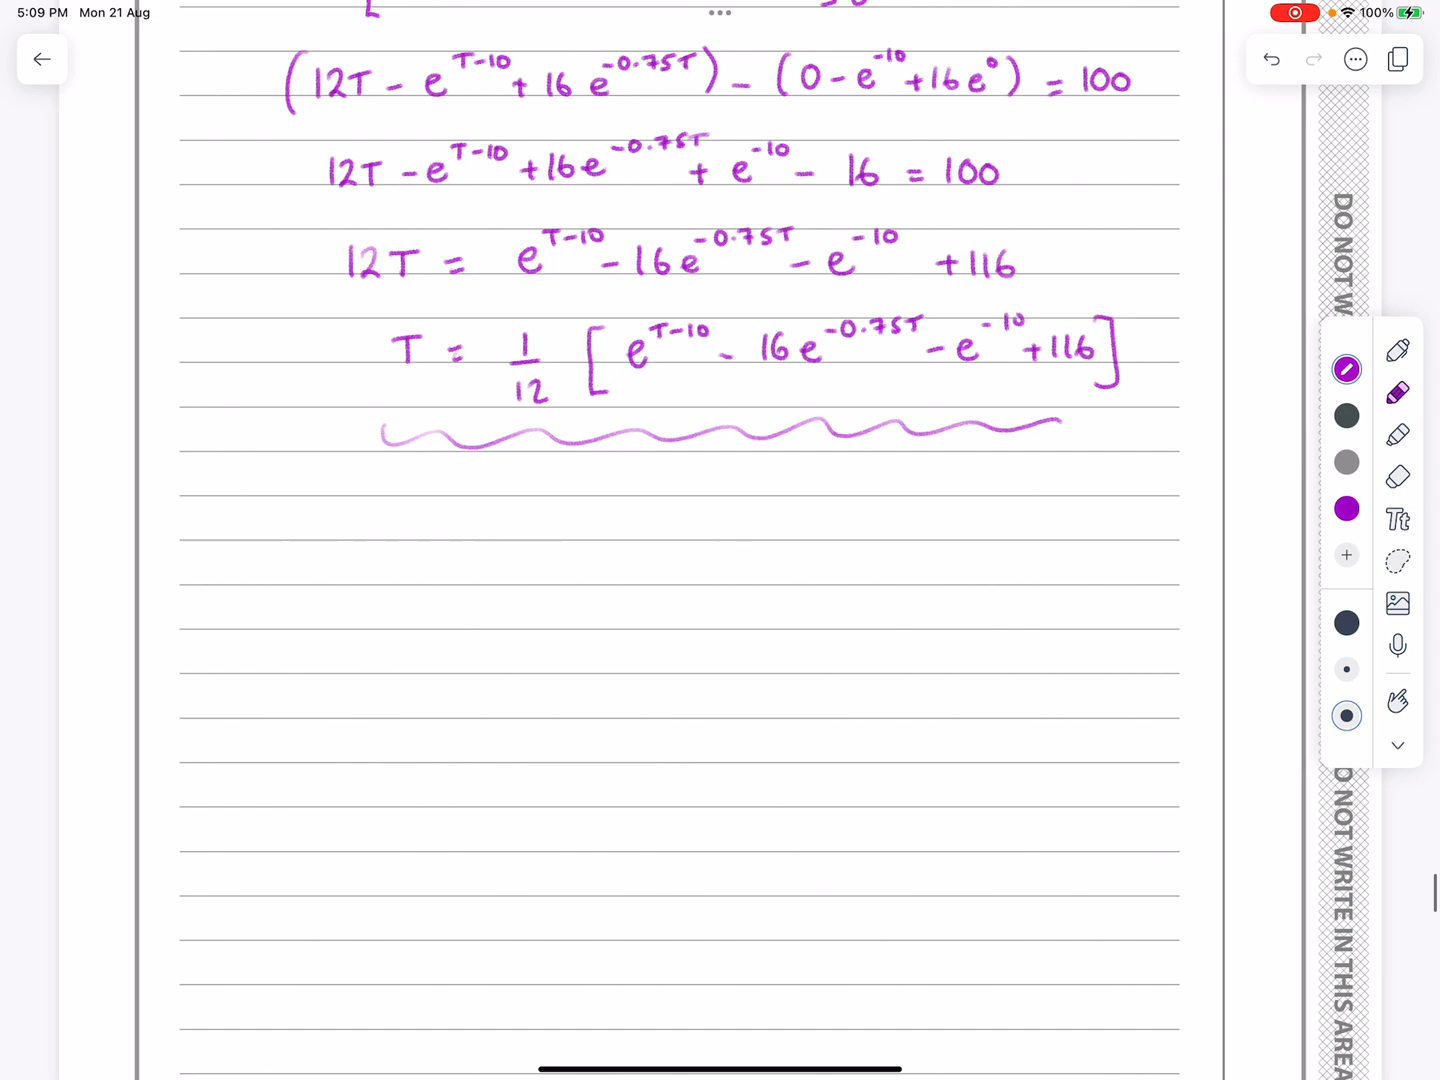 5:09 PM Mon 21 Aug 100%
(12T - e^{T-10} + 16e^{-0.75T}) - (0 - e^{-10} + 16e^{0}) = 100
12T - e^{T-10} + 16e^{-0.75T} + e^{-10} - 16 = 100
12T = e^{T-10} - 16e^{-0.75T} - e^{-10} + 116
T = 1/12 [e^{T-10} - 16e^{-0.75T} - e^{-10} + 116]
DO NOT W
O NOT WRITE IN THIS AREA
Tt